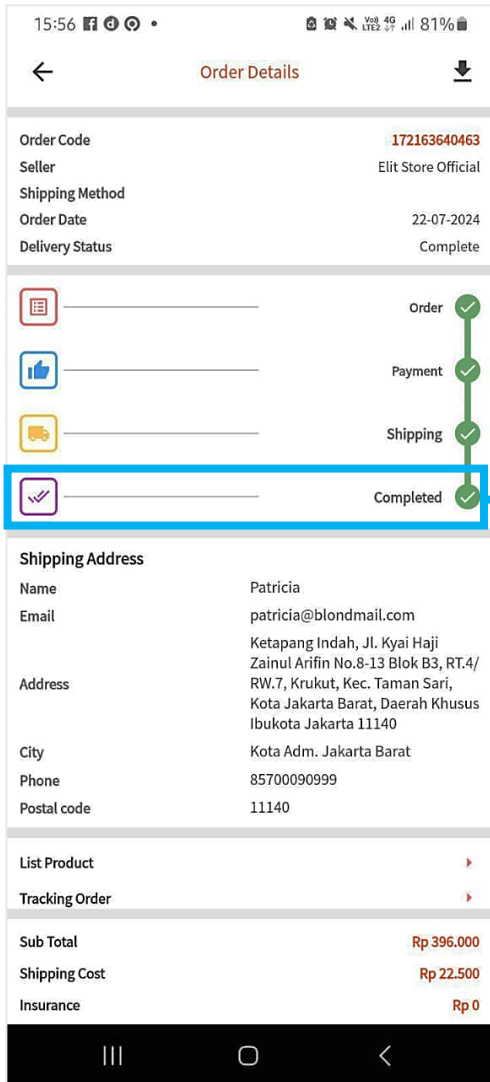 15:56 VoI) 4G LTE2 81%
Order Details
Order Code 172163640463
Seller Elit Store Official
Shipping Method
Order Date 22-07-2024
Delivery Status Complete
Order
Payment
Shipping
Completed
Shipping Address
Name Patricia
Email patricia@blondmail.com
Address Ketapang Indah, Jl. Kyai Haji
Zainul Arifin No.8-13 Blok B3, RT.4/
RW.7, Krukut, Kec. Taman Sari,
Kota Jakarta Barat, Daerah Khusus
Ibukota Jakarta 11140
City Kota Adm. Jakarta Barat
Phone 85700090999
Postal code 11140
List Product
Tracking Order
Sub Total Rp 396.000
Shipping Cost Rp 22.500
Insurance Rp 0